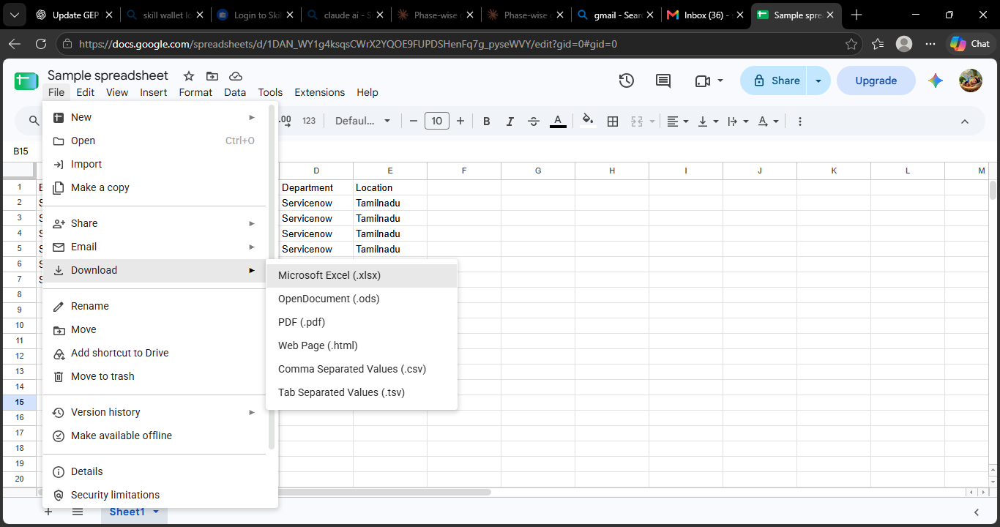 Update GEP
skill wallet lo
Login to Skil
claude ai - S
Phase-wise c
Phase-wise c
gmail - Sear
Inbox (36) -
Sample spre
https://docs.google.com/spreadsheets/d/1DAN_WY1g4ksqsCWrX2YQOE9FUPDSHenFq7g_pyseWVY/edit?gid=0#gid=0
Chat
Sample spreadsheet
File Edit View Insert Format Data Tools Extensions Help
Share
Upgrade
.00 123 Defaul... 10 B I S A
B15
D E F G H I J K L M
1 Department Location
2 Servicenow Tamilnadu
3 Servicenow Tamilnadu
4 Servicenow Tamilnadu
5 Servicenow Tamilnadu
6
7
8
9
10
11
12
13
14
15
16
17
18
19
20
New
Open Ctrl+O
Import
Make a copy
Share
Email
Download
Rename
Move
Add shortcut to Drive
Move to trash
Version history
Make available offline
Details
Security limitations
Microsoft Excel (.xlsx)
OpenDocument (.ods)
PDF (.pdf)
Web Page (.html)
Comma Separated Values (.csv)
Tab Separated Values (.tsv)
Sheet1